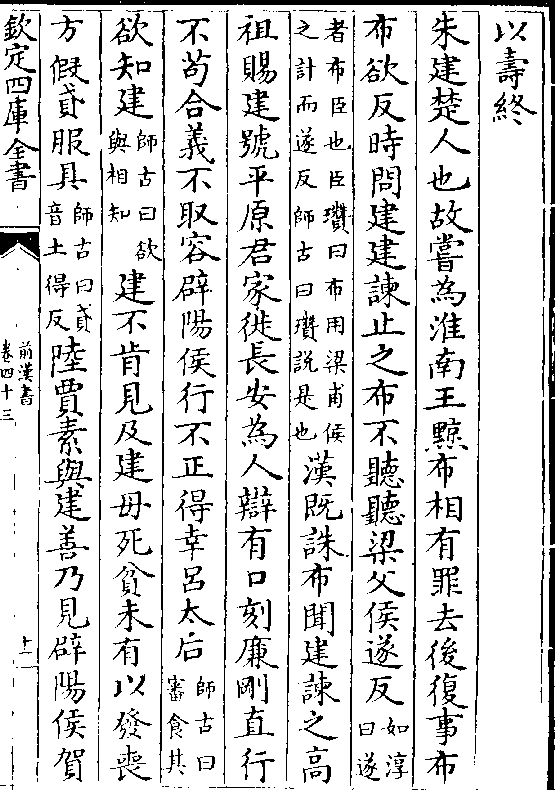 以壽終
朱建楚人也故嘗為淮南王黥布相有罪去後復事布
布欲反時問建建諫止之布不聽聽梁父侯遂反如淳曰遂
者布臣也臣瓚曰布用梁甫侯之計而遂反師古曰瓚説是也漢既誅布聞建諫之高
祖賜建號平原君家徙長安為人辯有口刻廉剛直行
不茍合義不取容辟陽侯行不正得幸呂太后師古曰審食其
欲知建師古曰欲與相知建不肯見及建母死貧未有以發喪
方假貣服具師古曰貣音土得反陸賈素與建善乃見辟陽侯賀
欽定四庫全書
前漢書
卷四十三
十二